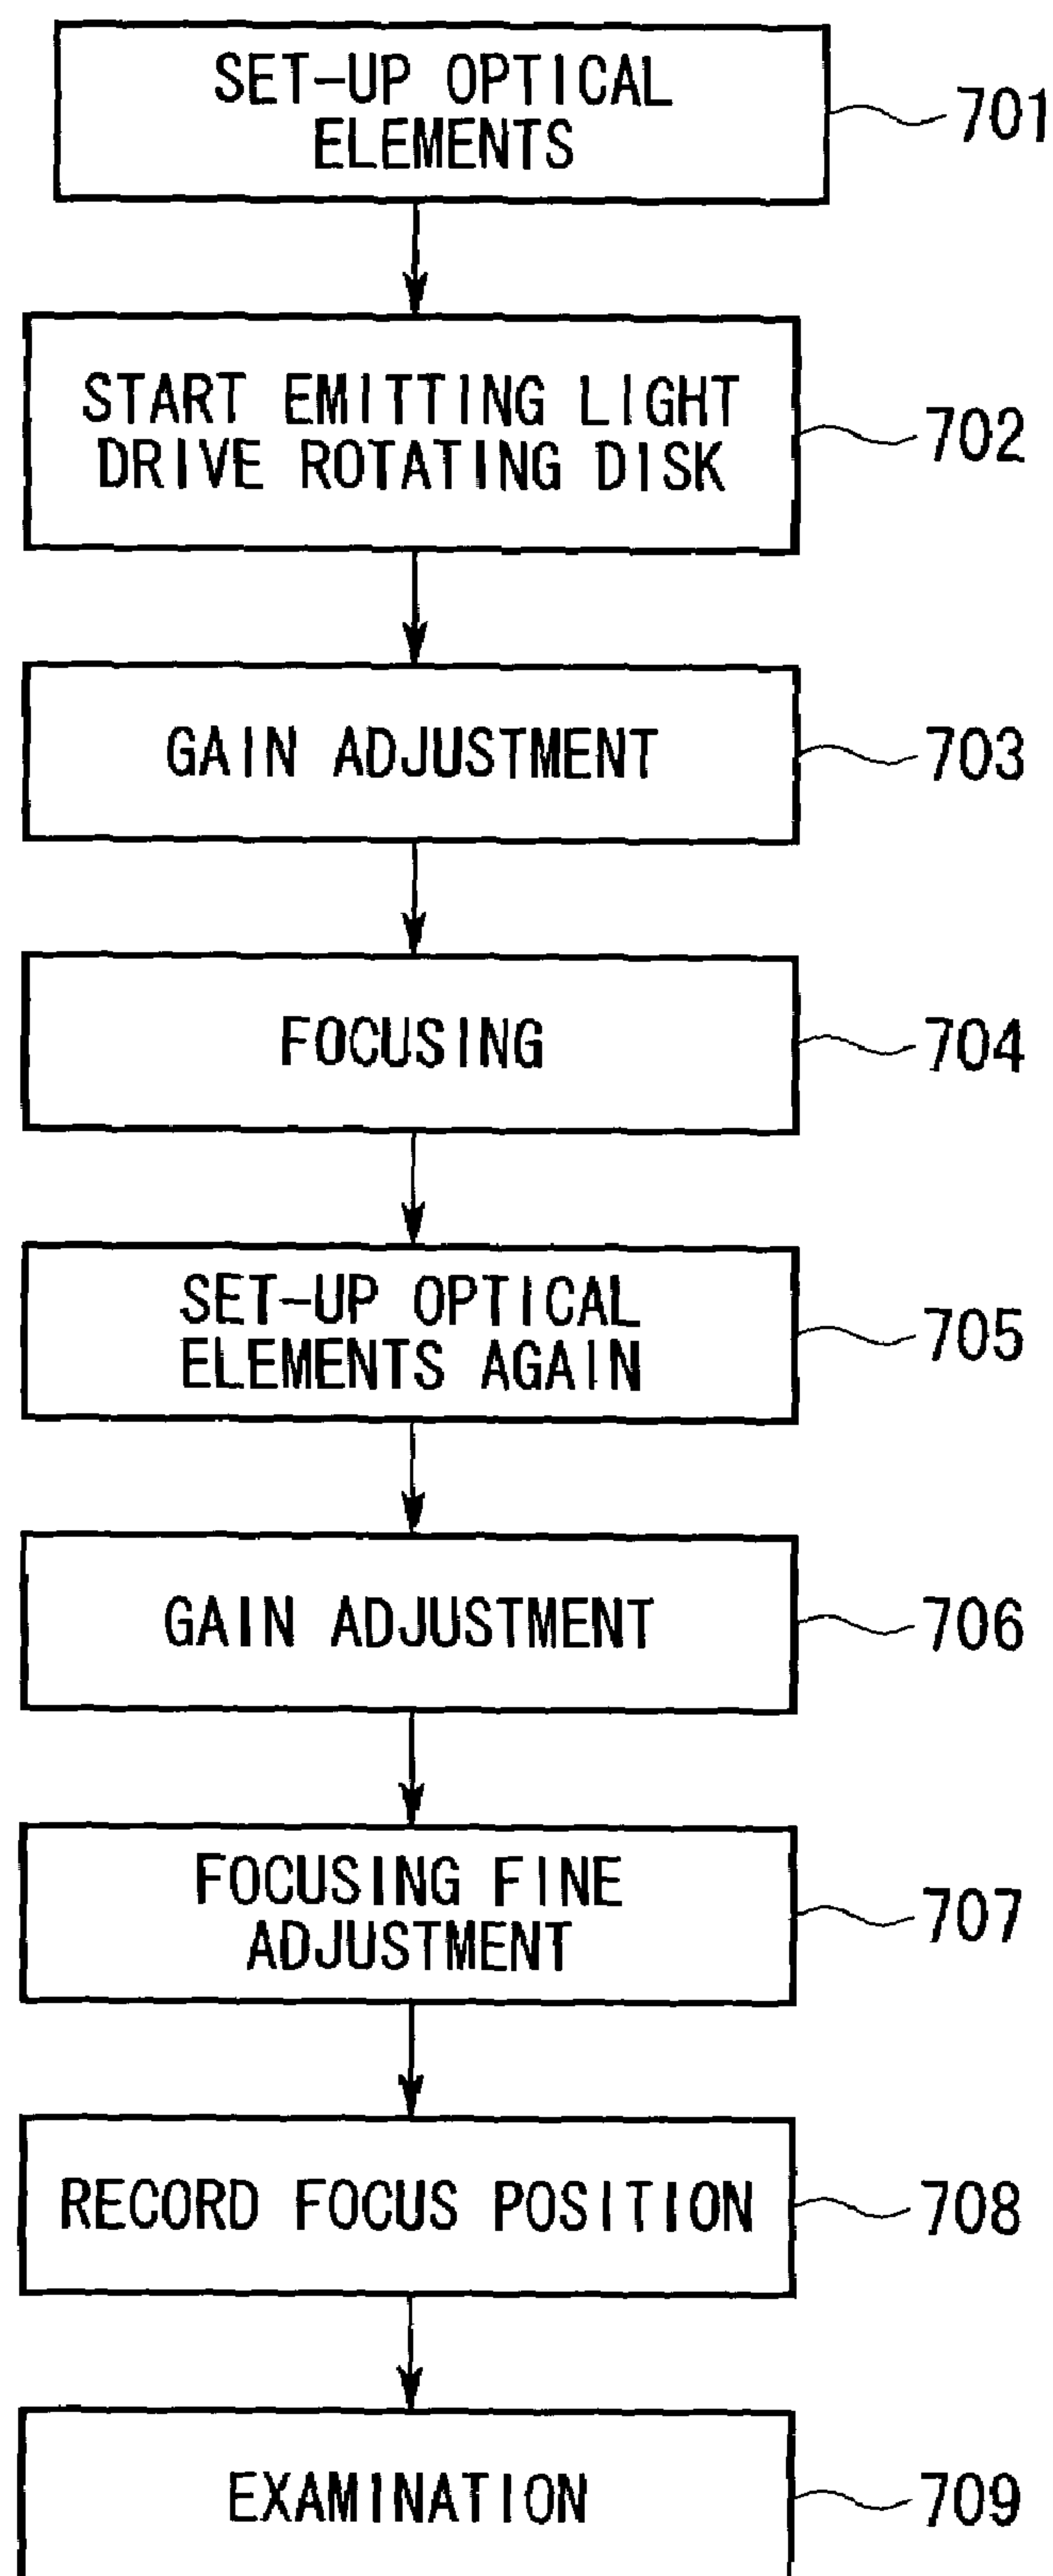 SET-UP OPTICAL
ELEMENTS
701
START EMITTING LIGHT
DRIVE ROTATING DISK
702
GAIN ADJUSTMENT
703
FOCUSING
704
SET-UP OPTICAL
ELEMENTS AGAIN
705
GAIN ADJUSTMENT
706
FOCUSING FINE
ADJUSTMENT
707
RECORD FOCUS POSITION
708
EXAMINATION
709